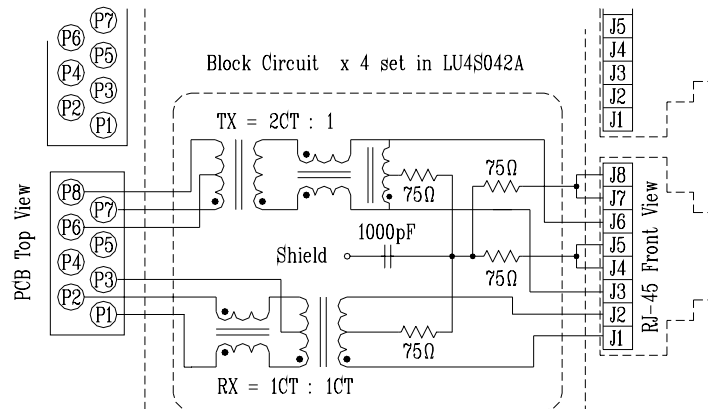 P7
P6
P5
P4
P3
P2
P1
Block Circuit x 4 set in LU4S042A
J5
J4
J3
J2
J1
TX = 2CT : 1
PCB Top View
P8
P7
P6
P5
P4
P3
P2
P1
75Ω
75Ω
1000pF
Shield
75Ω
75Ω
RX = 1CT : 1CT
J8
J7
J6
J5
J4
J3
J2
J1
RJ-45 Front View